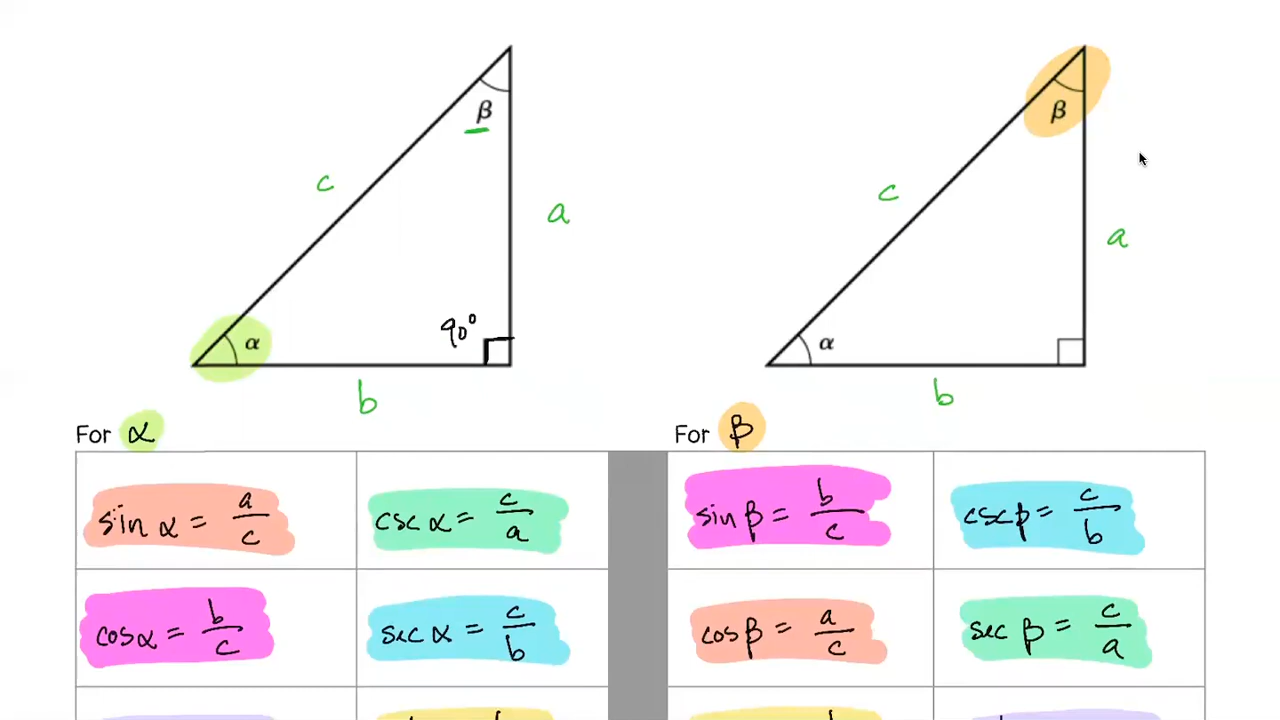 β
c
a
90°
α
b
β
c
a
α
b
For α
sin α = a/c
csc α = c/a
cos α = b/c
sec α = c/b
For β
sin β = b/c
csc β = c/b
cos β = a/c
sec β = c/a